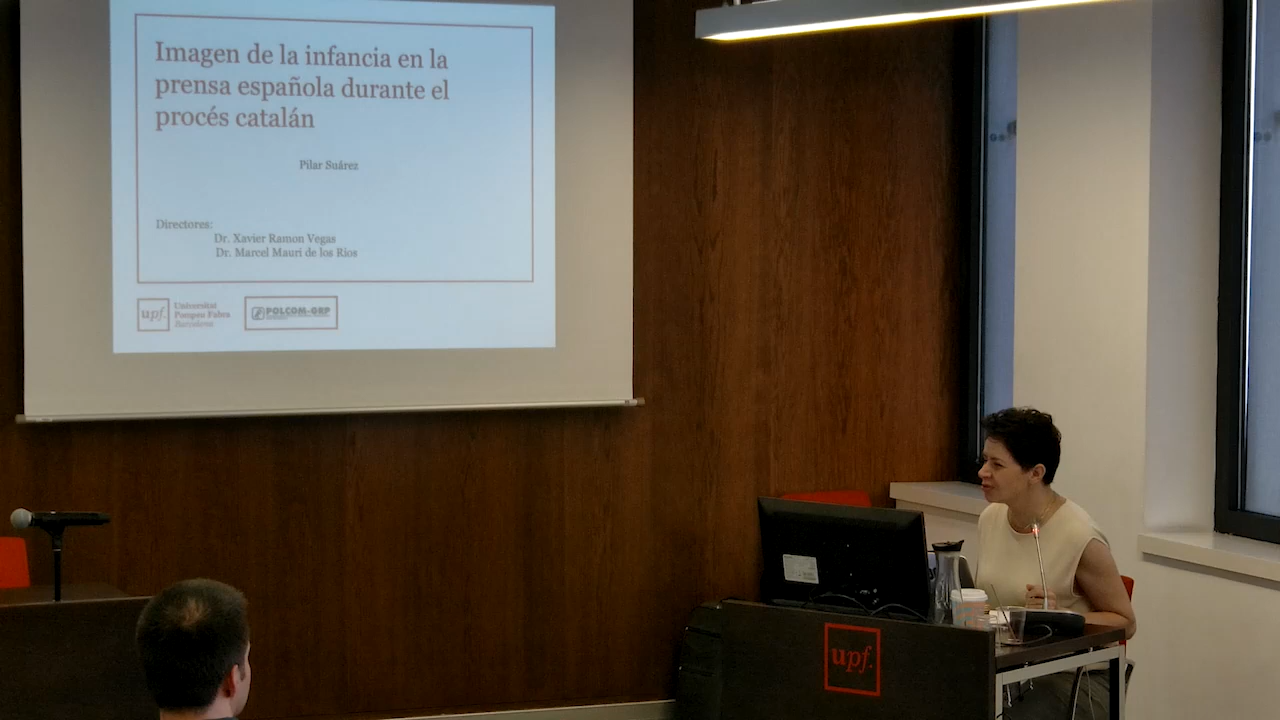 Imagen de la infancia en la
prensa española durante el
procés catalán
Pilar Suárez
Directores:
Dr. Xavier Ramon Vegas
Dr. Marcel Mauri de los Ríos
upf.
Universitat
Pompeu Fabra
Barcelona
POLCOM-GRP
upf.